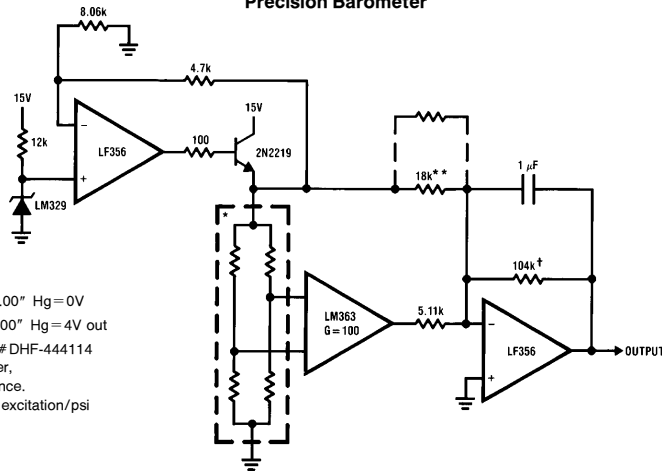 Precision Barometer
8.06k
4.7k
15V
12k
LM329
−
+
LF356
100
15V
2N2219
18k**
1 μF
104k†
*
LM363
G = 100
5.11k
−
+
LF356
OUTPUT
.00″ Hg=0V
00″ Hg=4V out
#DHF-444114
er,
nce.
excitation/psi